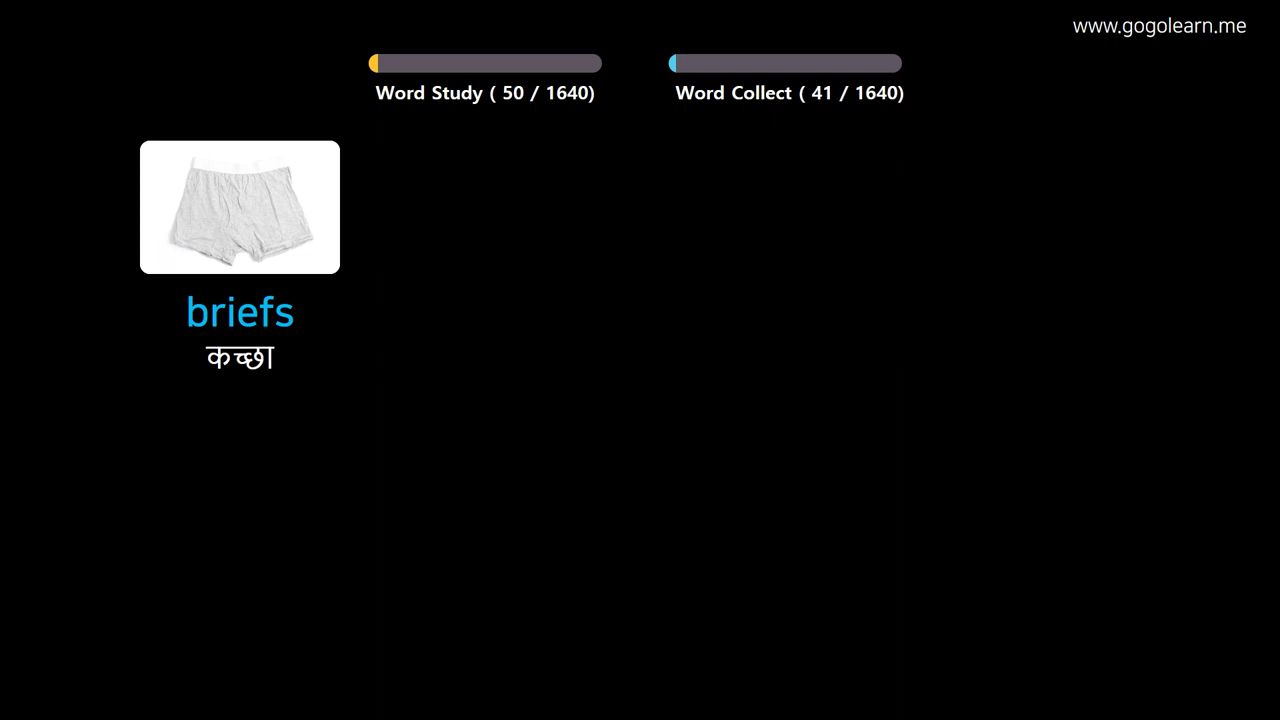 www.gogolearn.me
Word Study ( 50 / 1640)
Word Collect ( 41 / 1640)
briefs
कच्छा